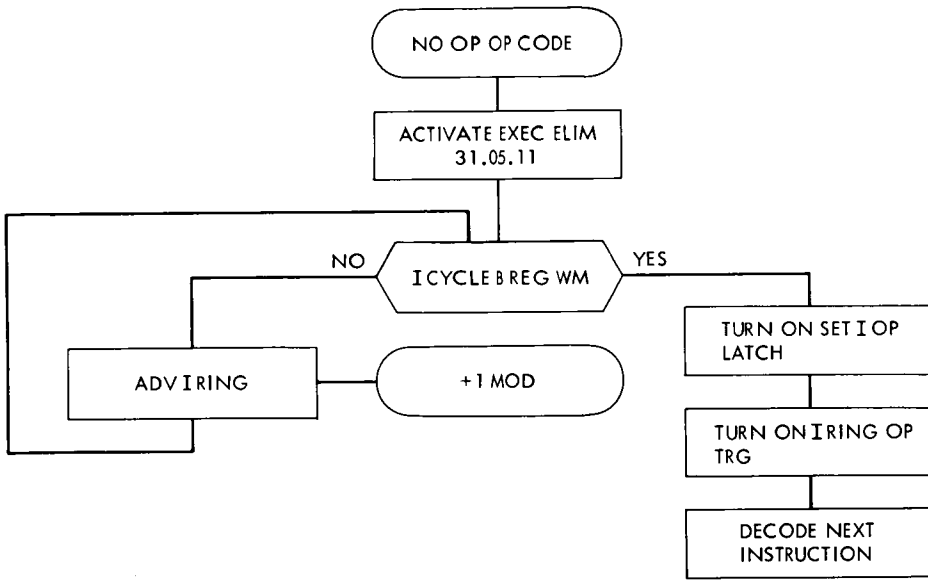 NO OP OP CODE
ACTIVATE EXEC ELIM
31.05.11
NO
I CYCLE B REG WM
YES
TURN ON SET I OP
LATCH
ADV I RING
+1 MOD
TURN ON I RING OP
TRG
DECODE NEXT
INSTRUCTION